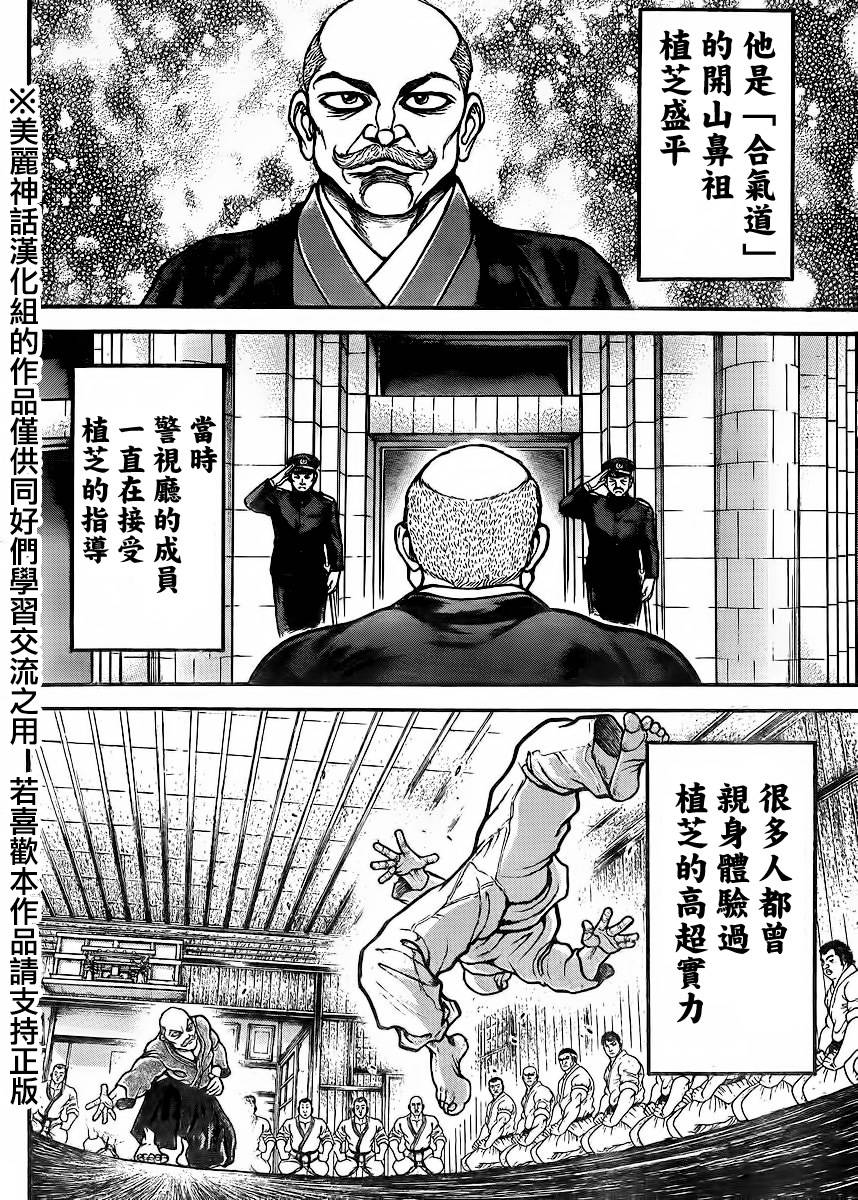 他是「合氣道」
的開山鼻祖
植芝盛平
當時
警視廳的成員
一直在接受
植芝的指導
很多人都曾
親身體驗過
植芝的高超實力
※美麗神話漢化組的作品僅供同好們學習交流之用－若喜歡本作品請支持正版